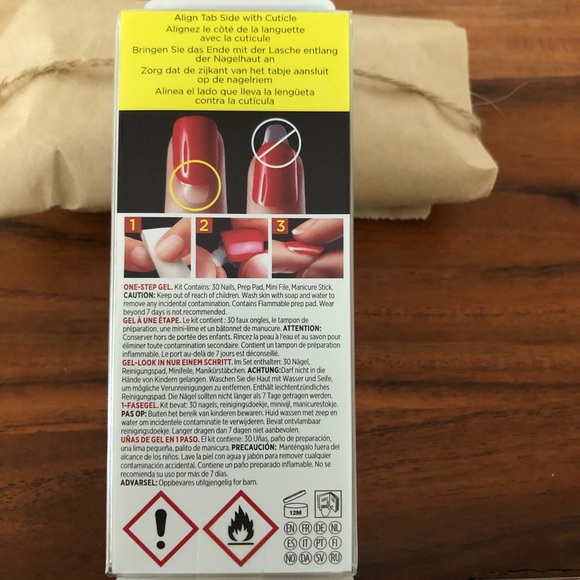 Align Tab Side with Cuticle
Alignez le côté de la languette
avec la cuticule
Bringen Sie das Ende mit der Lasche entlang
der Nagelhaut an
Zorg dat de zijkant van het tabje aansluit
op de nagelriem
Alinea el lado que lleva la lengüeta
contra la cutícula
1 2 3
ONE-STEP GEL. Kit Contains: 30 Nails, Prep Pad, Mini File, Manicure Stick.
CAUTION: Keep out of reach of children. Wash skin with soap and water to
remove any incidental contamination. Contains Flammable prep pad. Wear
beyond 7 days is not recommended.
GEL À UNE ÉTAPE. Le kit contient : 30 faux ongles, le tampon de
préparation, une mini-lime et un bâtonnet de manucure. ATTENTION:
Conserver hors de portée des enfants. Rincez la peau à l'eau et au savon pour
éliminer toute contamination secondaire. Contient un tampon de préparation
inflammable. Le port au-delà de 7 jours est déconseillé.
GEL-LOOK IN NUR EINEM SCHRITT. Im Set enthalten: 30 Nägel,
Reinigungspad, Minifeile, Maniküstäbchen. ACHTUNG:Darf nicht in die
Hände von Kindern gelangen. Waschen Sie die Haut mit Wasser und Seife,
um mögliche Verunreinigungen zu entfernen. Enthält leichtentzündliches
Reinigungspad. Die Nägel sollten nicht länger als 7 Tage getragen werden.
1-FASEGEL. Kit bevat: 30 nagels, reinigingsdoekje, minivijl, manicurestokje.
PAS OP: Buiten het bereik van kinderen bewaren. Huid wassen met zeep en
water om incidentele contaminatie te verwijderen. Bevat ontvlambaar
reinigingsdoekje. Langer dragen dan 7 dagen niet aanbevolen.
UÑAS DE GEL EN 1 PASO. El kit contiene: 30 Uñas, paño de preparación,
una lima pequeña, palito de manicura. PRECAUCIÓN: Manténgalo fuera del
alcance de los niños. Lave la piel con agua y jabón para remover cualquier
contaminación accidental. Contiene un paño preparado inflamable. No se
recomienda su uso por más de 7 días.
ADVARSEL: Oppbevares utilgjengelig for barn.
12M
EN FR DE NL
ES IT PT FI
NO DA SV RU